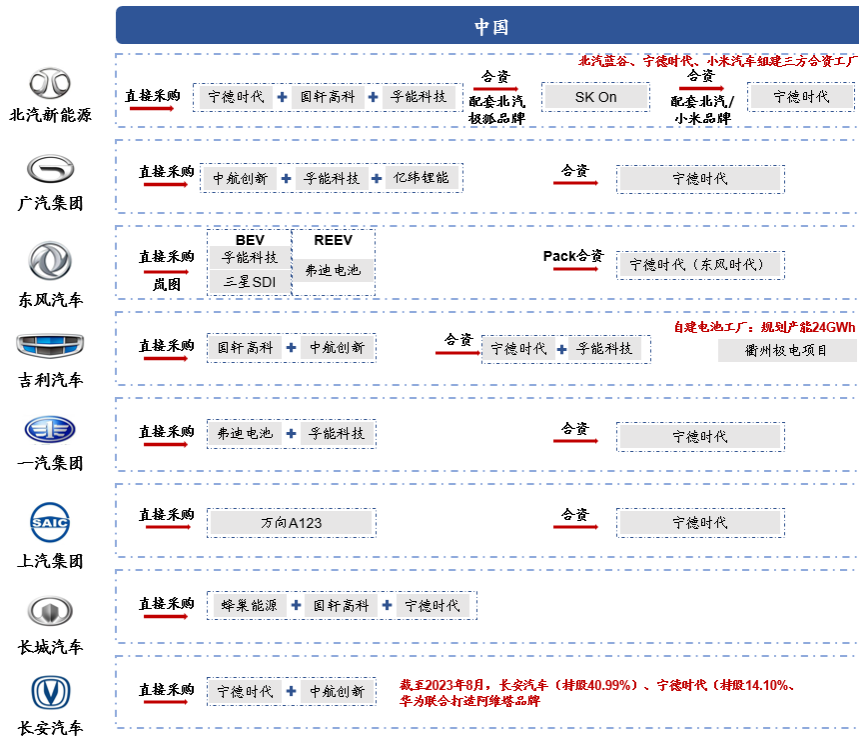 中国
北汽蓝谷、宁德时代、小米汽车组建三方合资工厂
北汽新能源
直接采购
宁德时代 + 国轩高科 + 孚能科技
合资
配套北汽
极狐品牌
SK On
合资
配套北汽/
小米品牌
宁德时代
广汽集团
直接采购
中航创新 + 孚能科技 + 亿纬锂能
合资
宁德时代
东风汽车
直接采购
岚图
BEV
孚能科技
三星SDI
REEV
弗迪电池
Pack合资
宁德时代（东风时代）
吉利汽车
直接采购
国轩高科 + 中航创新
合资
宁德时代 + 孚能科技
自建电池工厂：规划产能24GWh
衢州极电项目
一汽集团
直接采购
弗迪电池 + 孚能科技
合资
宁德时代
SAIC
上汽集团
直接采购
万向A123
合资
宁德时代
长城汽车
直接采购
蜂巢能源 + 国轩高科 + 宁德时代
长安汽车
直接采购
宁德时代 + 中航创新
截至2023年8月，长安汽车（持股40.99%）、宁德时代（持股14.10%、
华为联合打造阿维塔品牌